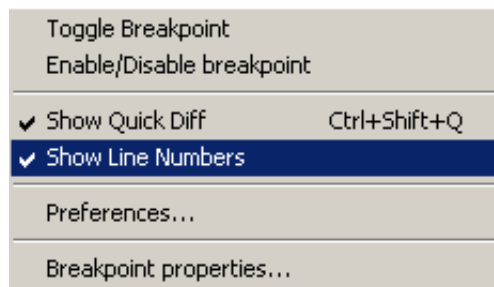 Toggle Breakpoint
Enable/Disable breakpoint
Show Quick Diff Ctrl+Shift+Q
Show Line Numbers
Preferences...
Breakpoint properties...